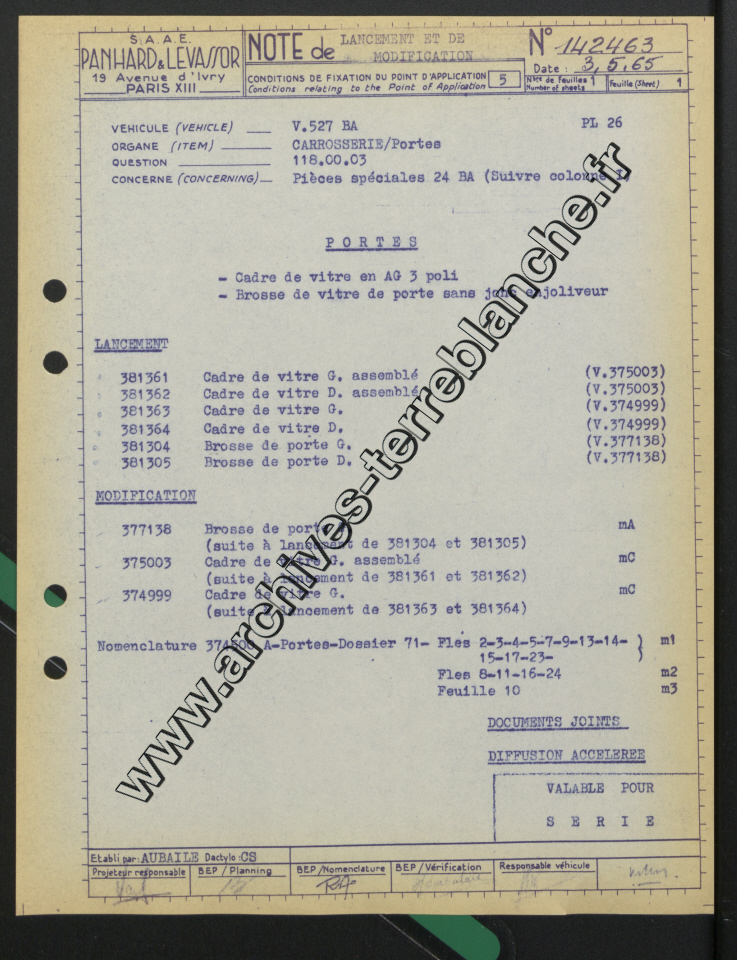 S.A.A.E.
PANHARD & LEVASSOR
19 Avenue d'Ivry
PARIS XIII
NOTE de LANCEMENT ET DE
MODIFICATION
CONDITIONS DE FIXATION DU POINT D'APPLICATION 5
Conditions relating to the Point of Application
N° 142463
Date : 3,5,65
Nbre de feuilles 1
Number of sheets
Feuille (Sheet) 1
VEHICULE (VEHICLE) V.527 BA PL 26
ORGANE (ITEM) CARROSSERIE/Portes
QUESTION 118.00.03
CONCERNE (CONCERNING) Pièces spéciales 24 BA (Suivre colonne I)
PORTES
- Cadre de vitre en AG 3 poli
- Brosse de vitre de porte sans jonc enjoliveur
LANCEMENT
381361 Cadre de vitre G. assemblé (V.375003)
381362 Cadre de vitre D. assemblé (V.375003)
381363 Cadre de vitre G. (V.374999)
381364 Cadre de vitre D. (V.374999)
381304 Brosse de porte G. (V.377138)
381305 Brosse de porte D. (V.377138)
MODIFICATION
377138 Brosse de porte mA
(suite à lancement de 381304 et 381305)
375003 Cadre de vitre G. assemblé mC
(suite à lancement de 381361 et 381362)
374999 Cadre de vitre G. mC
(suite à lancement de 381363 et 381364)
Nomenclature 374500 A-Portes-Dossier 71- Fles 2-3-4-5-7-9-13-14- ) m1
15-17-23- )
Fles 8-11-16-24 m2
Feuille 10 m3
DOCUMENTS JOINTS
DIFFUSION ACCELEREE
VALABLE POUR
SERIE
Etabli par: AUBAILE Dactylo: CS
Projeteur responsable
BEP / Planning
BEP / Nomenclature
BEP / Vérification
Responsable véhicule
www.archives-terreblanche.fr